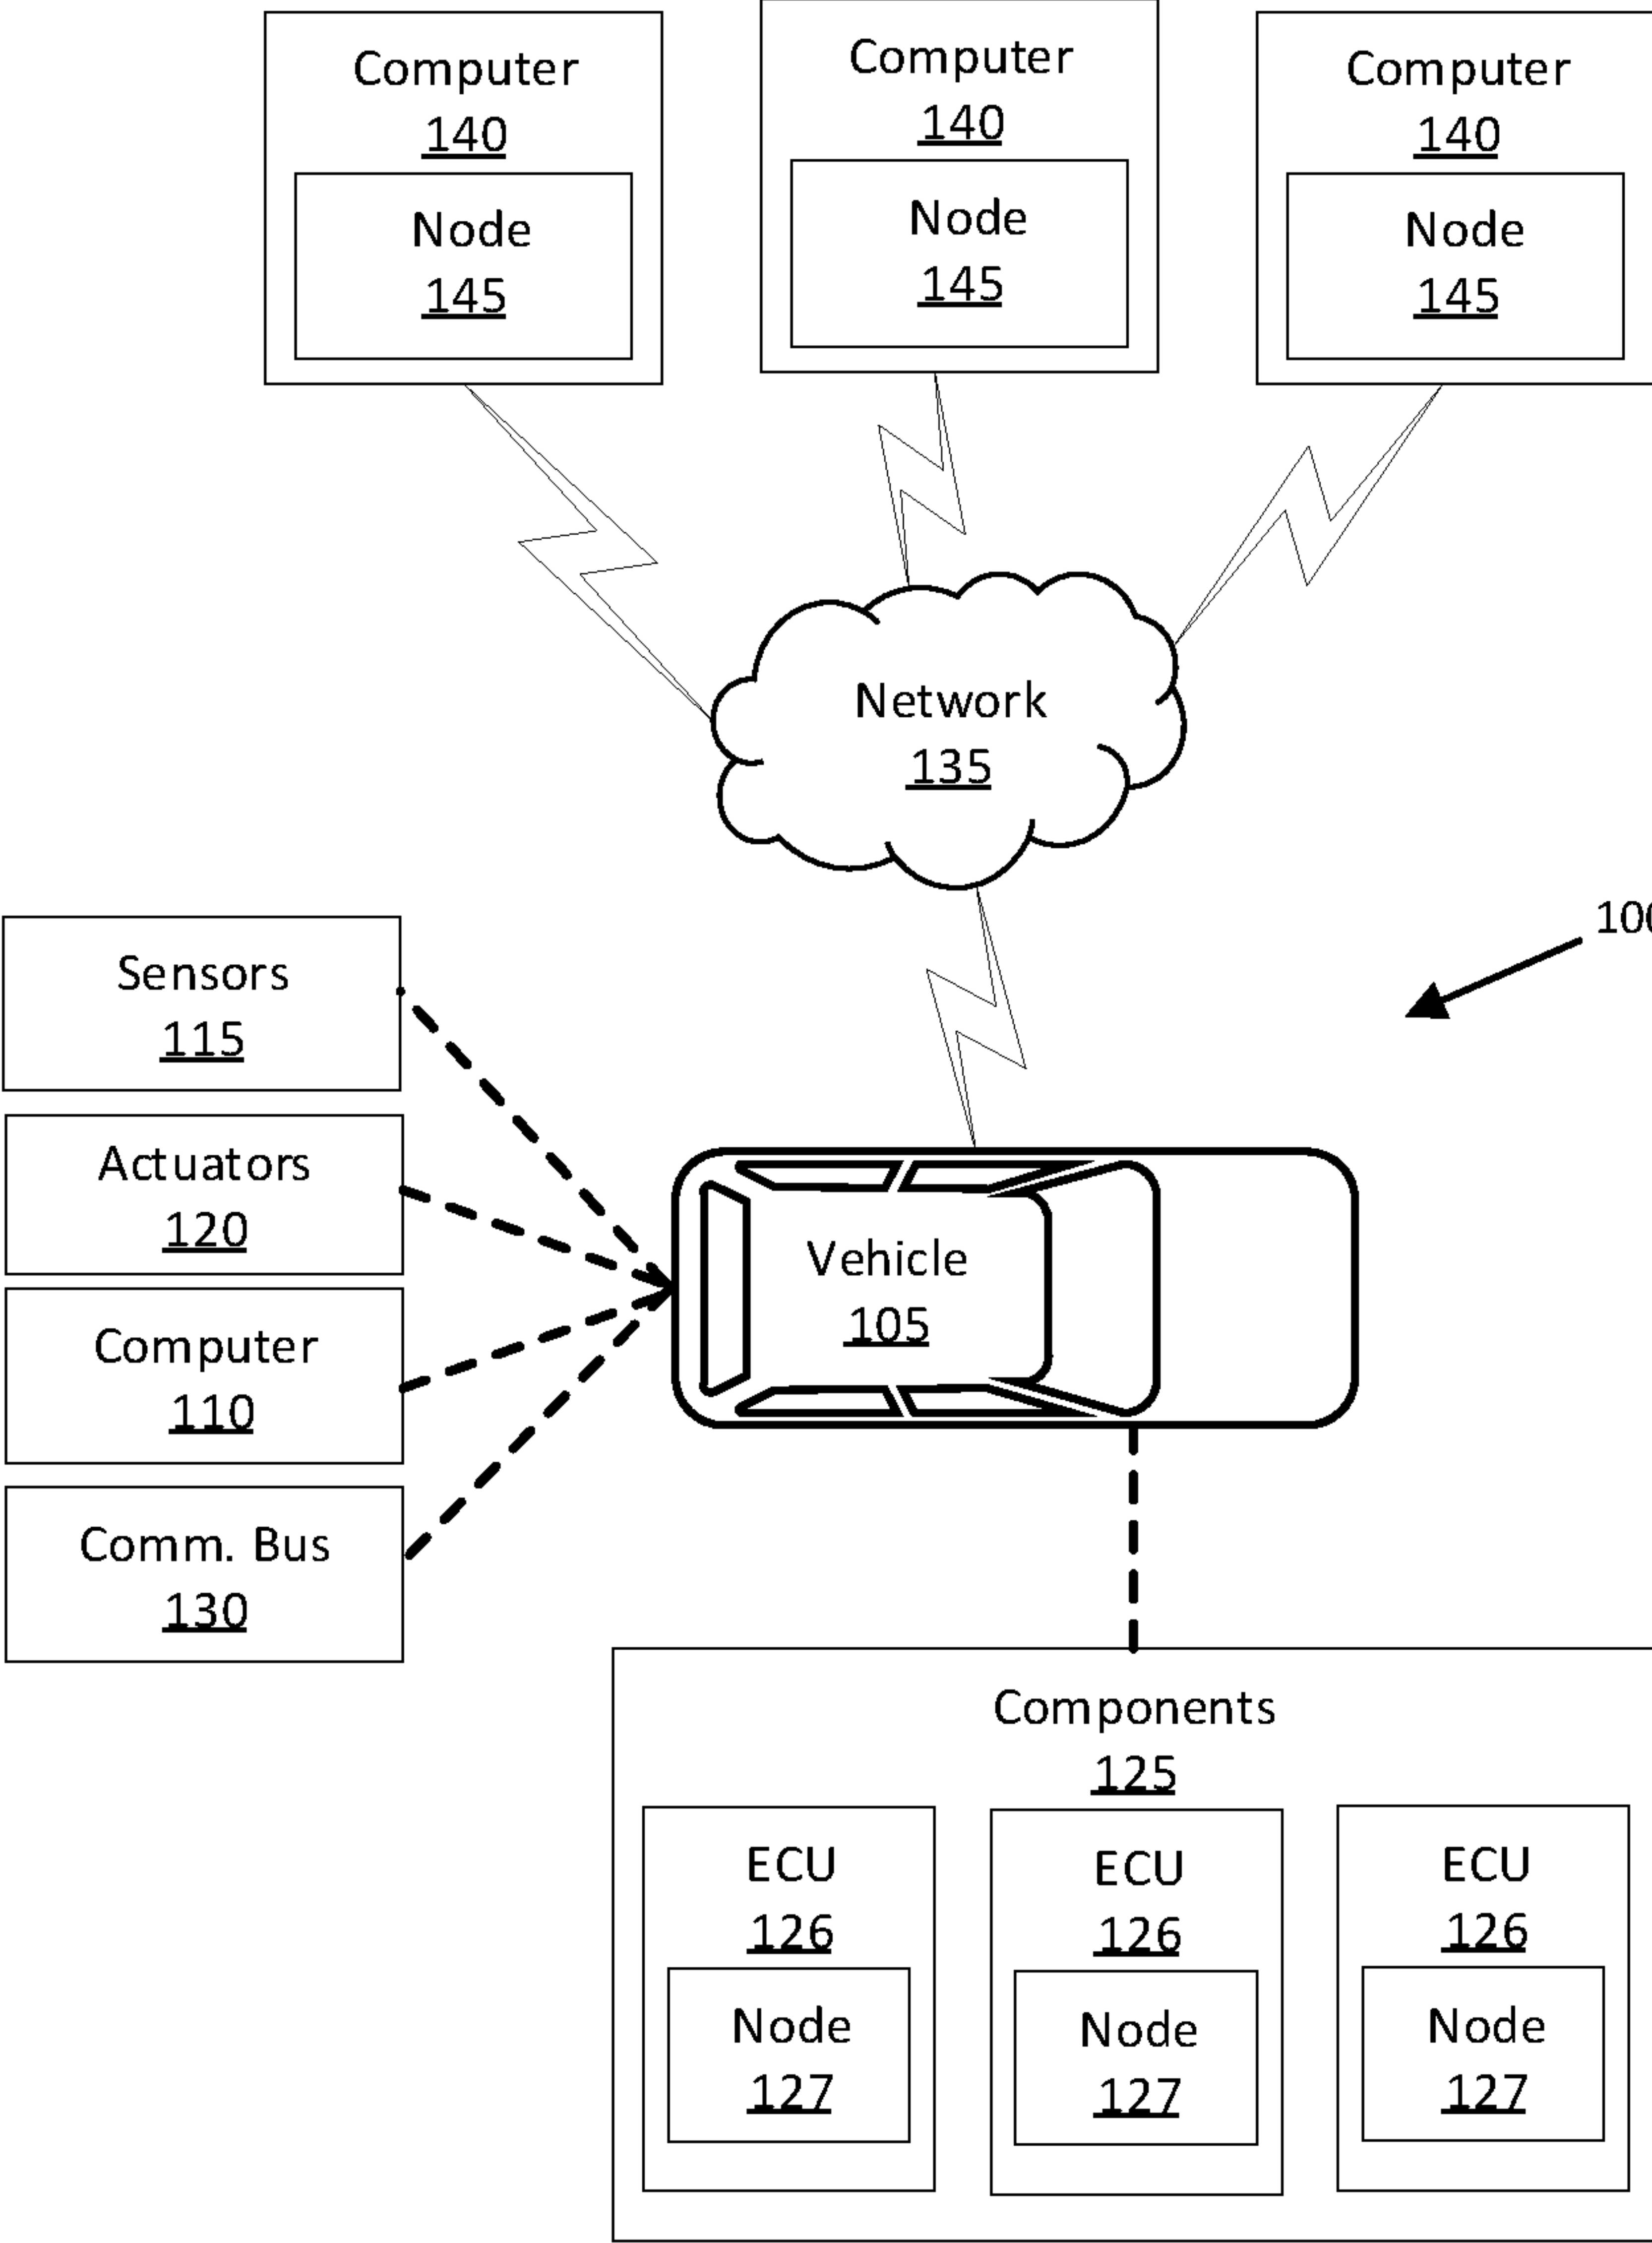 Computer
140
Node
145
Computer
140
Node
145
Computer
140
Node
145
Network
135
100
Sensors
115
Actuators
120
Computer
110
Comm. Bus
130
Vehicle
105
Components
125
ECU
126
Node
127
ECU
126
Node
127
ECU
126
Node
127